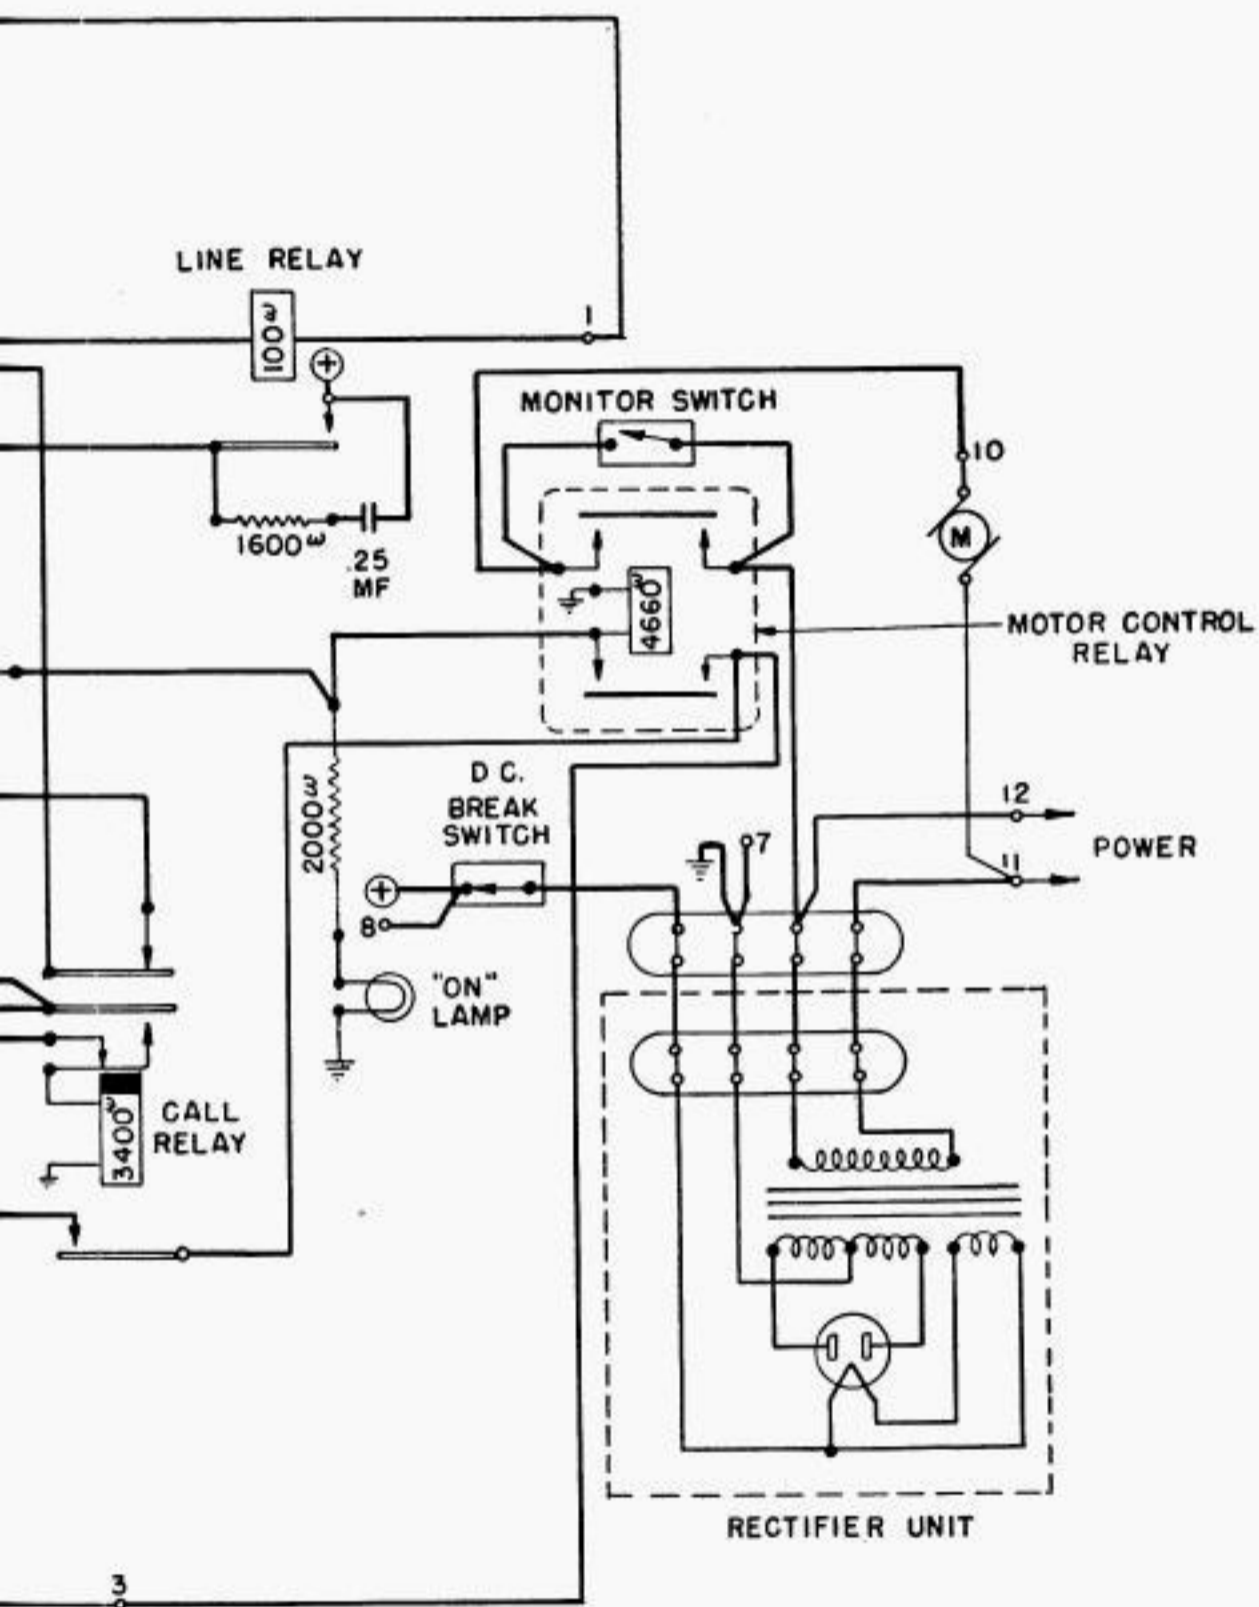 LINE RELAY
100ω
1
MONITOR SWITCH
10
M
1600ω
.25
MF
4660ω
MOTOR CONTROL
RELAY
2000ω
D C.
BREAK
SWITCH
12
POWER
11
7
8
"ON"
LAMP
CALL
RELAY
3400ω
RECTIFIER UNIT
3